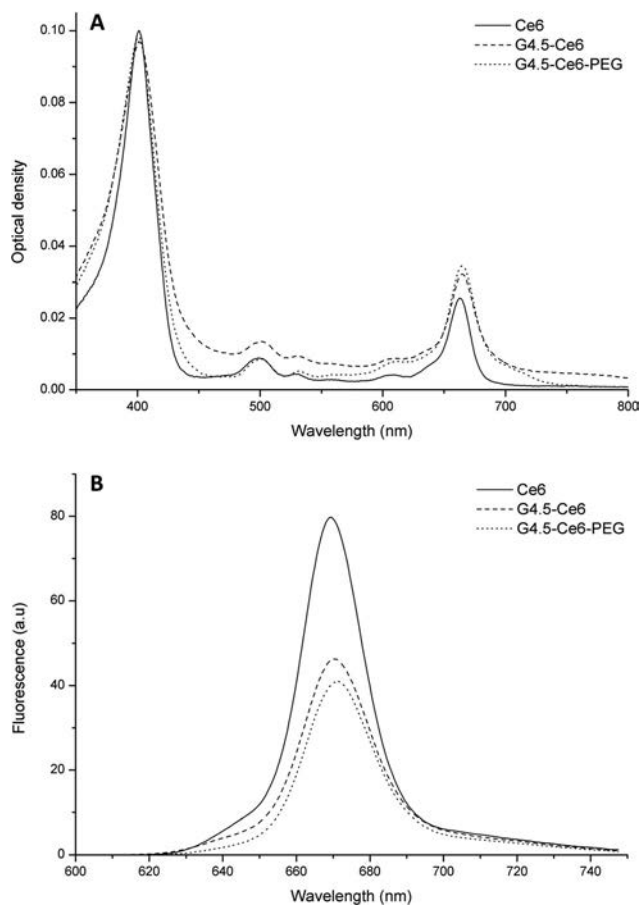 A
Ce6
G4.5-Ce6
G4.5-Ce6-PEG
0.10
0.08
0.06
0.04
0.02
0.00
Optical density
400 500 600 700 800
Wavelength (nm)
B
Ce6
G4.5-Ce6
G4.5-Ce6-PEG
80
60
40
20
0
Fluorescence (a.u)
600 620 640 660 680 700 720 740
Wavelength (nm)